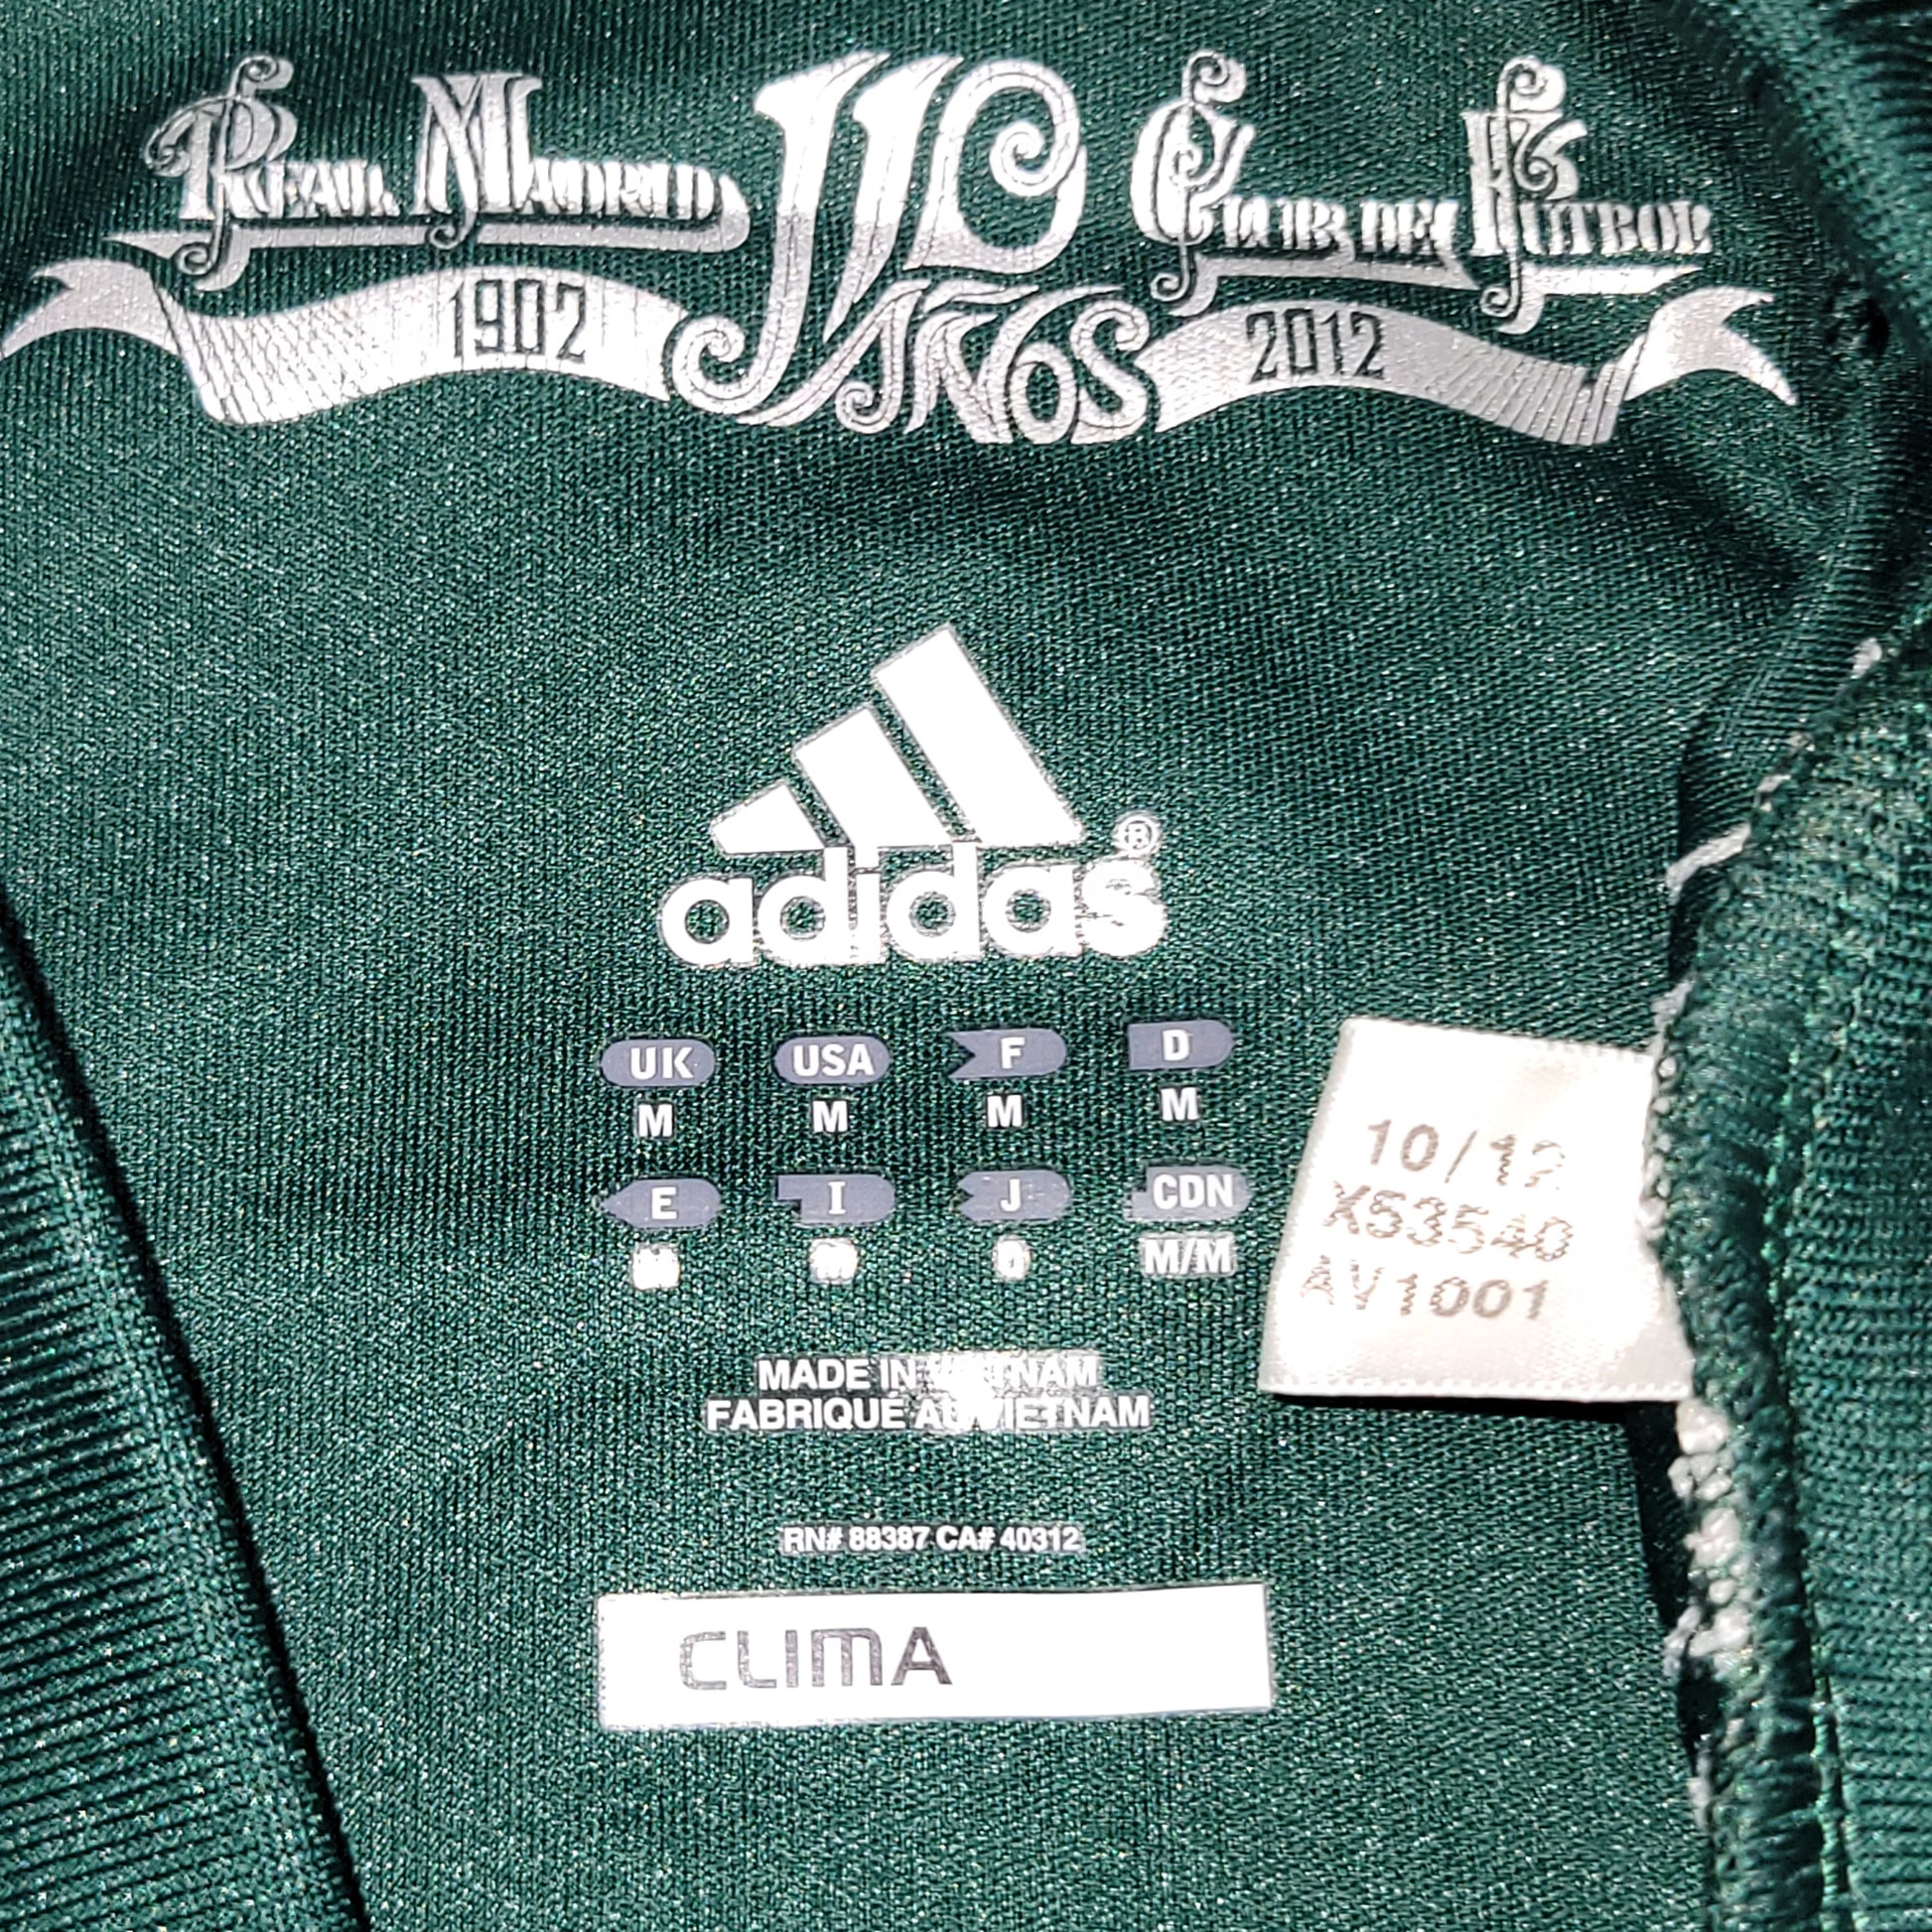 Real Madrid 110 Club de Fútbol
1902 Años 2012
adidas®
UK USA F D
M M M M
E I J CDN
M M O M/M
MADE IN VIETNAM
FABRIQUÉ AU VIETNAM
RN# 88387 CA# 40312
CLIMA
10/12
X53540
AV1001